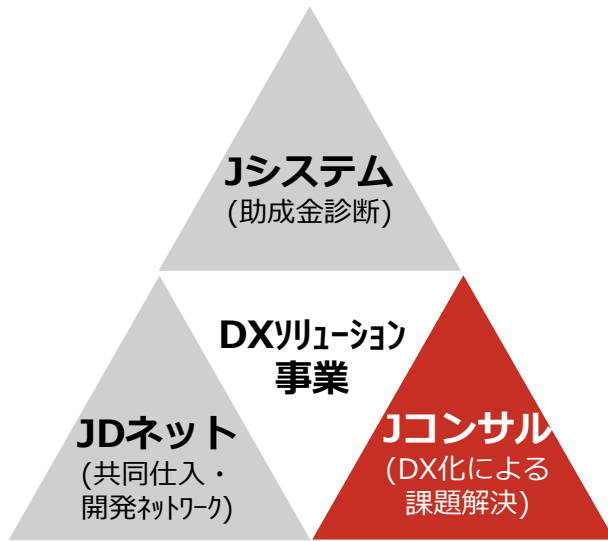 Jシステム
(助成金診断)
DXｿﾘｭｰｼｮﾝ
事業
JDネット
(共同仕入・
開発ﾈｯﾄﾜｰｸ)
Jコンサル
(DX化による
課題解決)